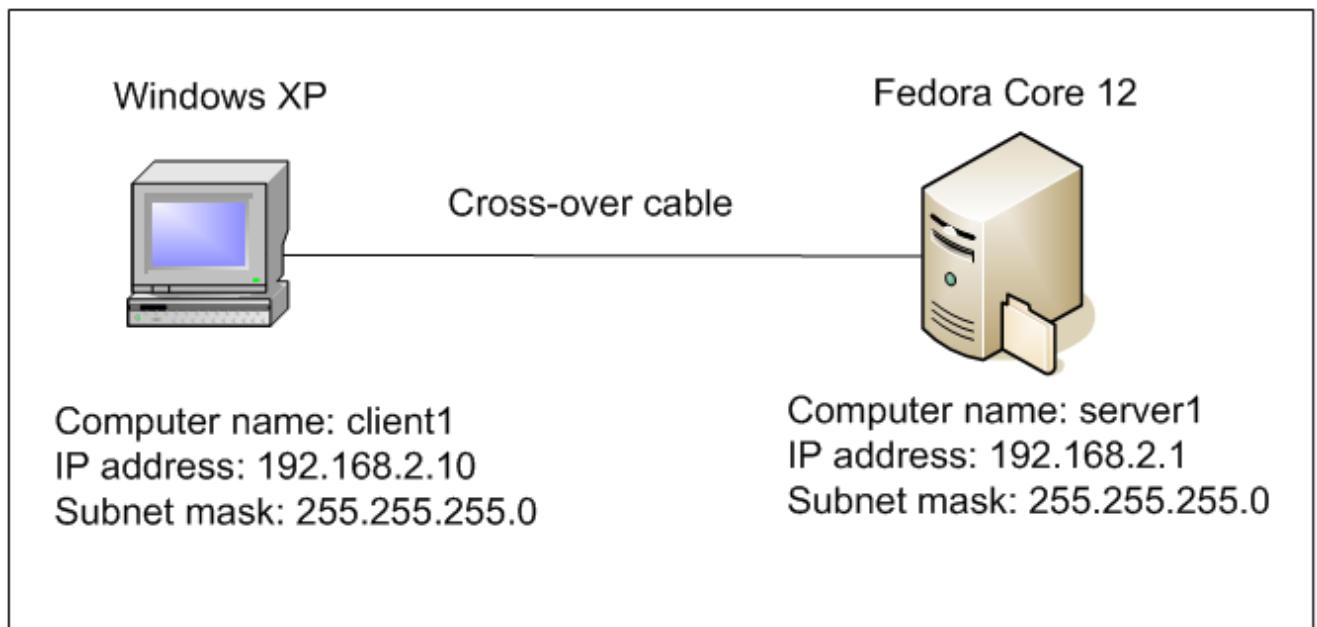 Windows XP
Fedora Core 12
Cross-over cable
Computer name: client1
IP address: 192.168.2.10
Subnet mask: 255.255.255.0
Computer name: server1
IP address: 192.168.2.1
Subnet mask: 255.255.255.0